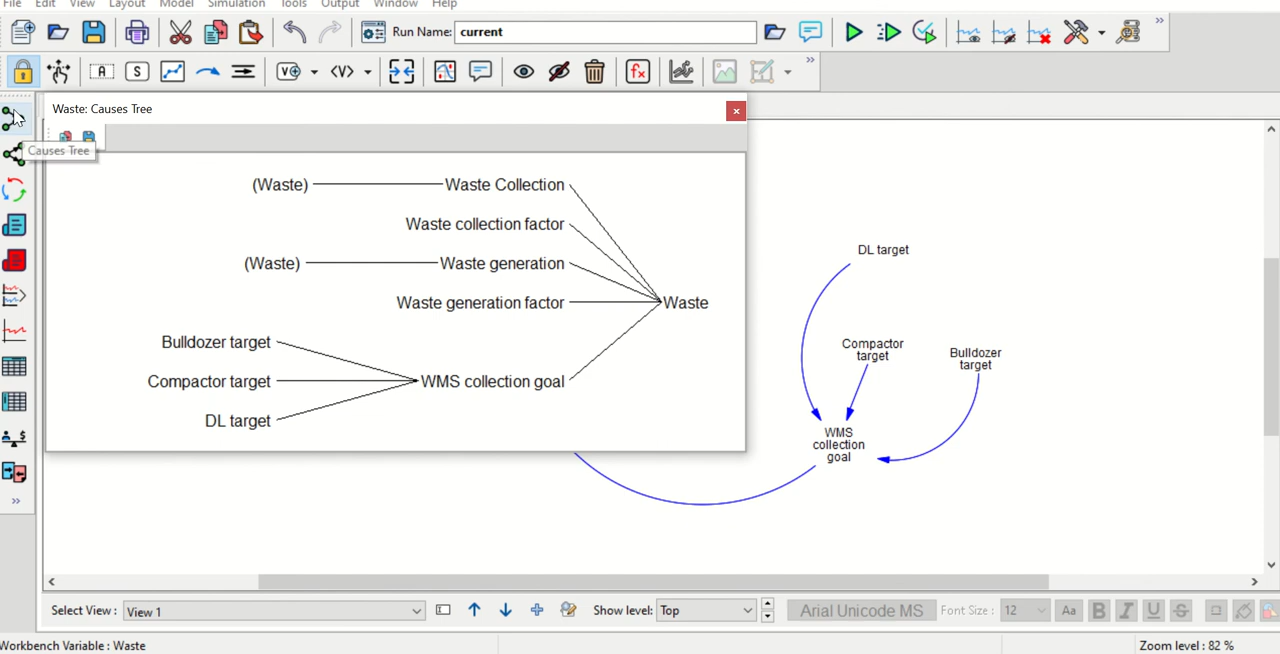 File Edit View Layout Model Simulation Tools Output Window Help
Run Name: current
»
A S V <V> fx »
Waste: Causes Tree
Causes Tree
(Waste) Waste Collection
Waste collection factor
(Waste) Waste generation
Waste generation factor
Waste
Bulldozer target
Compactor target
WMS collection goal
DL target
DL target
Compactor
target
Bulldozer
target
WMS
collection
goal
»
Select View : View 1 Show level: Top Arial Unicode MS Font Size : 12 Aa B I U S
Workbench Variable : Waste Zoom level : 82 %